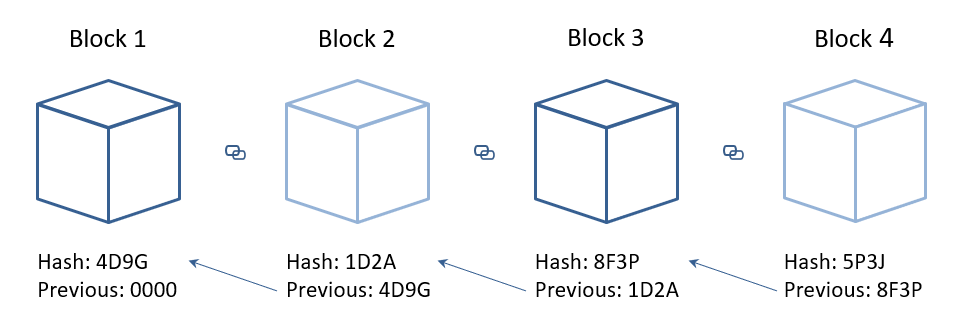 Block 1
Block 2
Block 3
Block 4
Hash: 4D9G
Previous: 0000
Hash: 1D2A
Previous: 4D9G
Hash: 8F3P
Previous: 1D2A
Hash: 5P3J
Previous: 8F3P